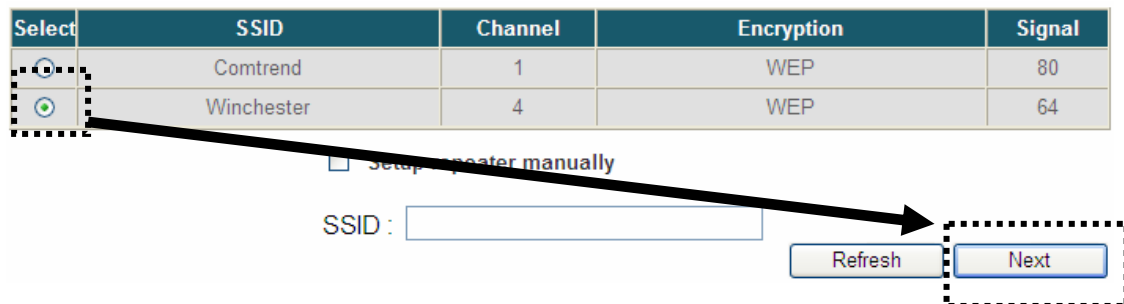 Select SSID Channel Encryption Signal
Comtrend 1 WEP 80
Winchester 4 WEP 64
Setup repeater manually
SSID :
Refresh Next